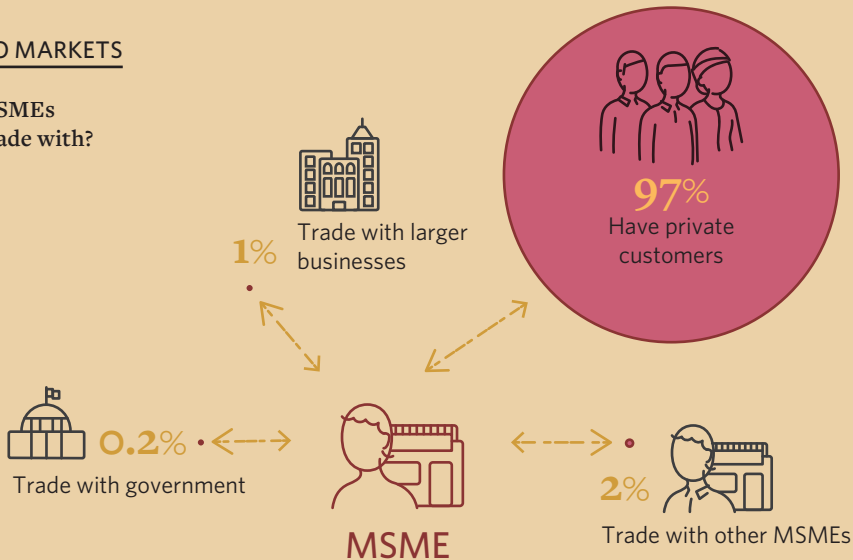 O MARKETS
SMEs
ade with?
97%
Have private
customers
1%
Trade with larger
businesses
0.2%
Trade with government
2%
Trade with other MSMEs
MSME